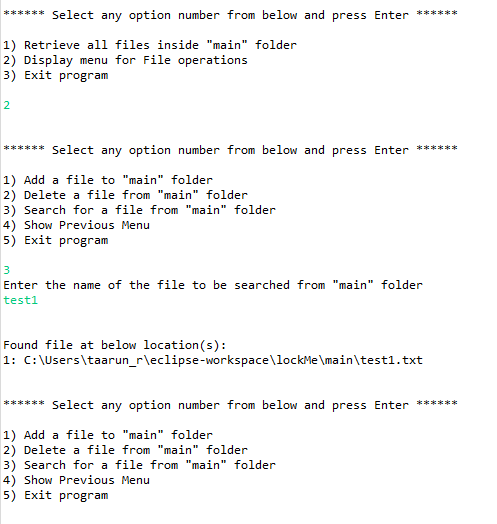 ****** Select any option number from below and press Enter ******
1) Retrieve all files inside "main" folder
2) Display menu for File operations
3) Exit program
2
****** Select any option number from below and press Enter ******
1) Add a file to "main" folder
2) Delete a file from "main" folder
3) Search for a file from "main" folder
4) Show Previous Menu
5) Exit program
3
Enter the name of the file to be searched from "main" folder
test1
Found file at below location(s):
1: C:\Users\taarun_r\eclipse-workspace\lockMe\main\test1.txt
****** Select any option number from below and press Enter ******
1) Add a file to "main" folder
2) Delete a file from "main" folder
3) Search for a file from "main" folder
4) Show Previous Menu
5) Exit program